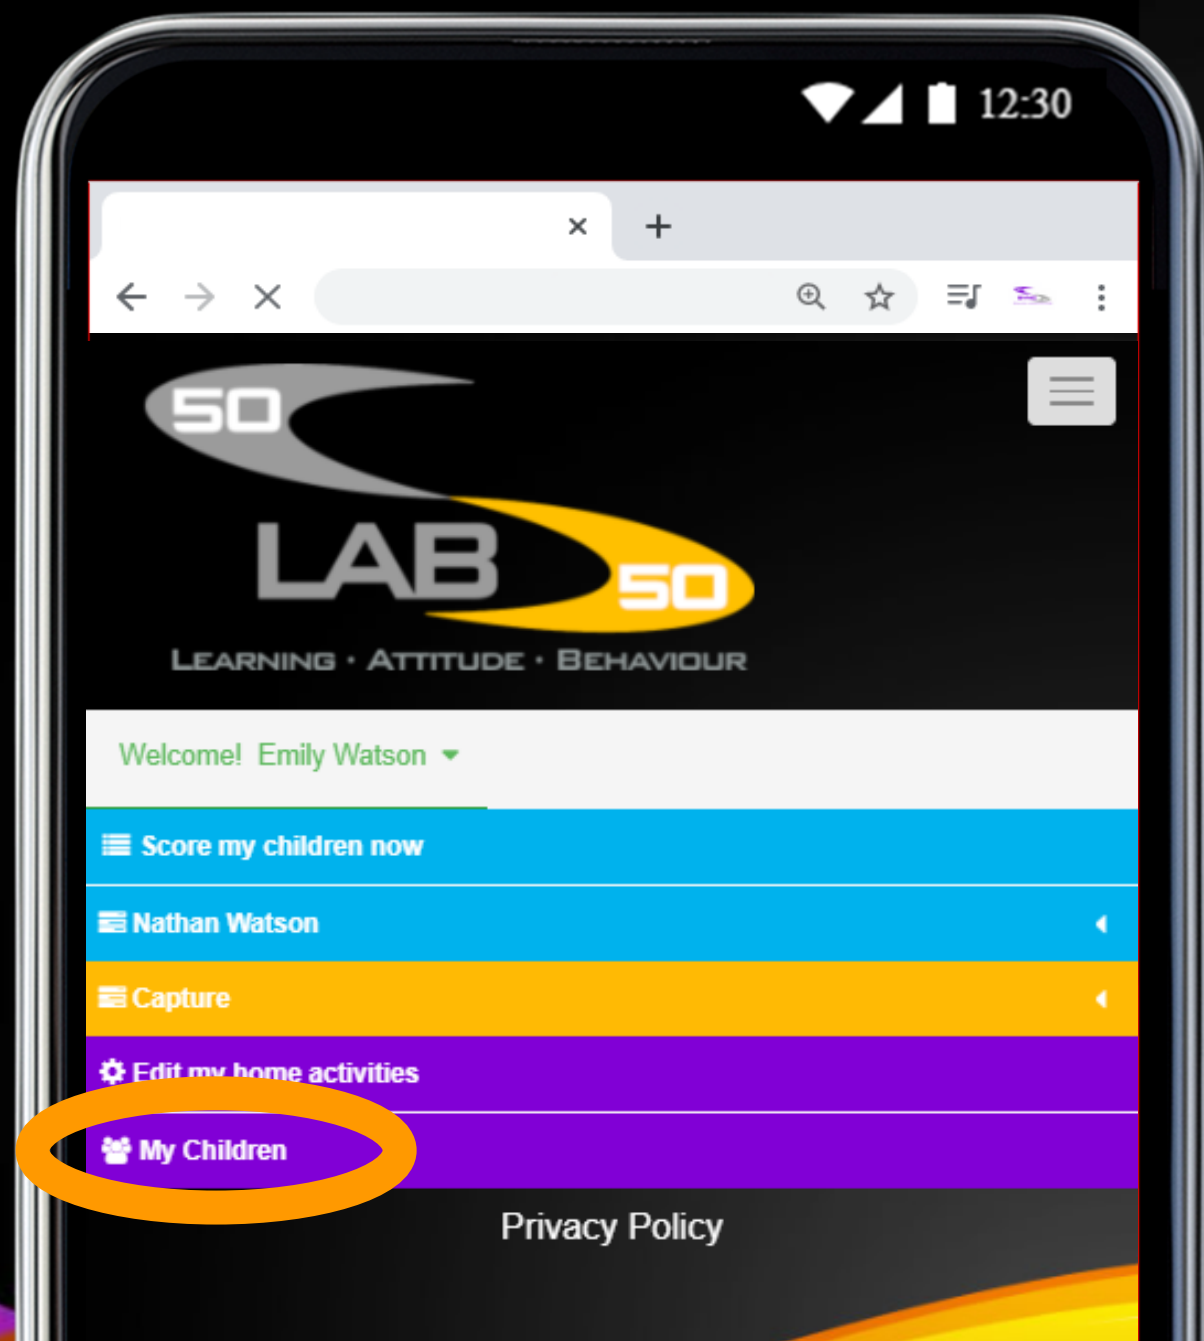 12:30
50
LAB
50
LEARNING · ATTITUDE · BEHAVIOUR
Welcome! Emily Watson
Score my children now
Nathan Watson
Capture
Edit my home activities
My Children
Privacy Policy